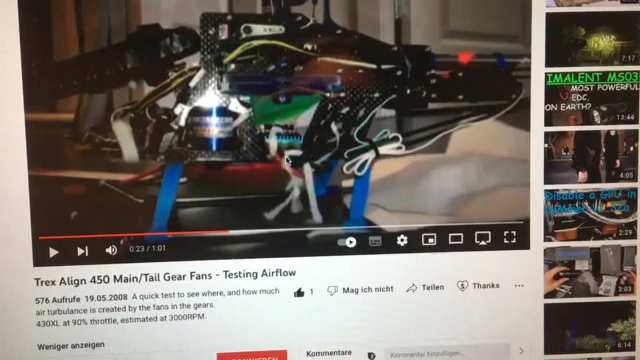 7:17
IMALENT MS03
MOST POWERFUL
EDC,
ON EARTH?
13:44
4:05
Disable a GPU in
2:29
3:03
6:14
0:23 / 1:01
Trex Align 450 Main/Tail Gear Fans - Testing Airflow
576 Aufrufe 19.05.2008 A quick test to see where, and how much
air turbulance is created by the fans in the gears.
430XL at 90% throttle, estimated at 3000RPM.
1 Mag ich nicht Teilen Thanks
Weniger anzeigen
Kommentare
Kommentar hinzufügen...